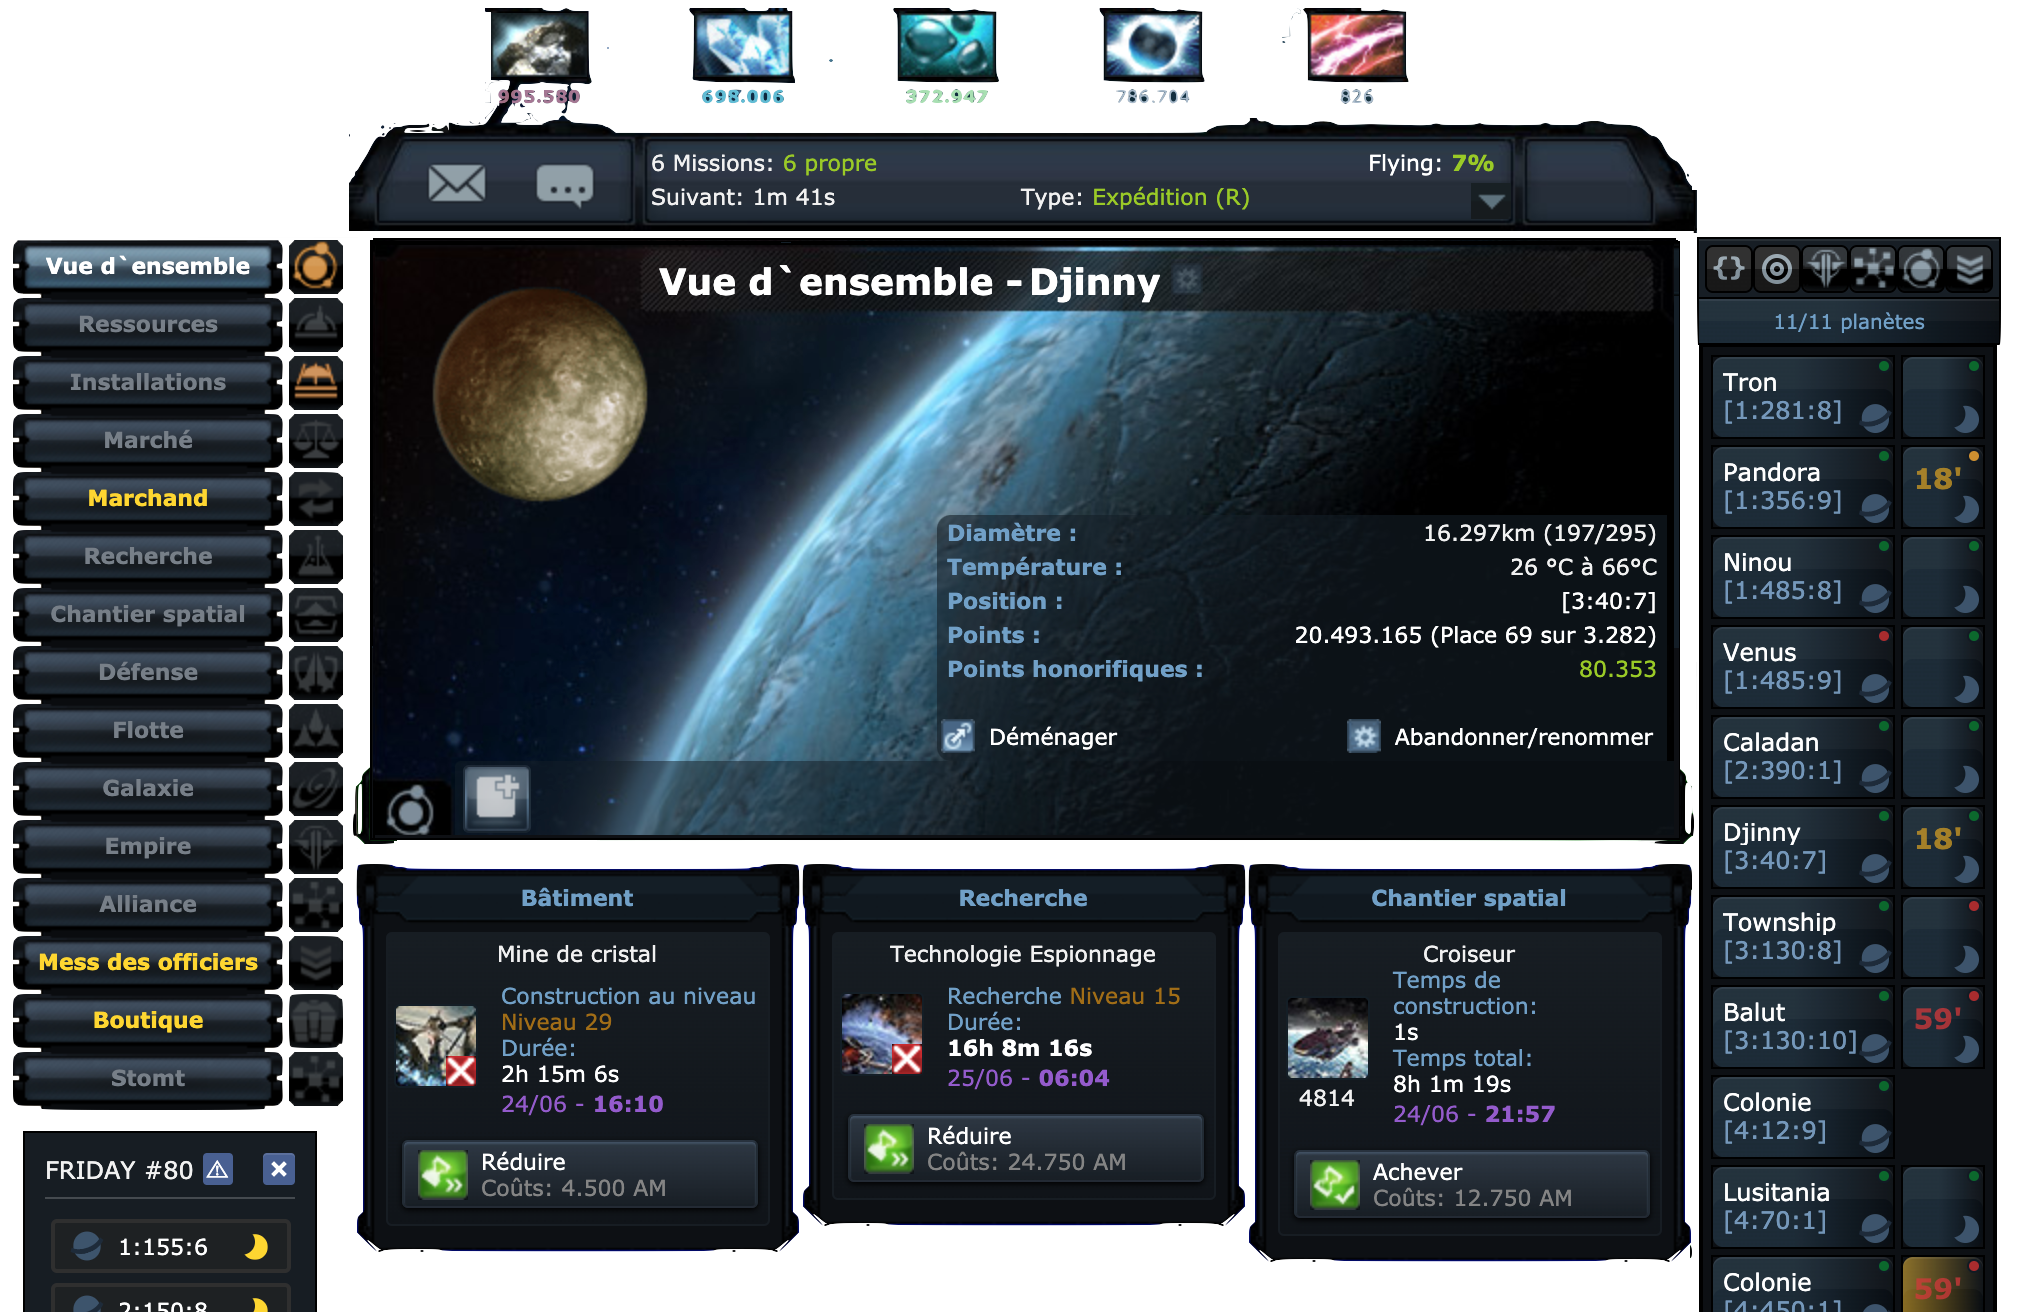 995.580
698.006
372.947
786.704
826
6 Missions: 6 propre
Flying: 7%
Suivant: 1m 41s
Type: Expédition (R)
Vue d`ensemble
Ressources
Installations
Marché
Marchand
Recherche
Chantier spatial
Défense
Flotte
Galaxie
Empire
Alliance
Mess des officiers
Boutique
Stomt
FRIDAY #80
1:155:6
2:150:8
Vue d`ensemble - Djinny
Diamètre : 16.297km (197/295)
Température : 26 °C à 66°C
Position : [3:40:7]
Points : 20.493.165 (Place 69 sur 3.282)
Points honorifiques : 80.353
Déménager
Abandonner/renommer
Bâtiment
Mine de cristal
Construction au niveau
Niveau 29
Durée:
2h 15m 6s
24/06 - 16:10
Réduire
Coûts: 4.500 AM
Recherche
Technologie Espionnage
Recherche Niveau 15
Durée:
16h 8m 16s
25/06 - 06:04
Réduire
Coûts: 24.750 AM
Chantier spatial
Croiseur
4814
Temps de
construction:
1s
Temps total:
8h 1m 19s
24/06 - 21:57
Achever
Coûts: 12.750 AM
11/11 planètes
Tron
[1:281:8]
Pandora
[1:356:9]
18'
Ninou
[1:485:8]
Venus
[1:485:9]
Caladan
[2:390:1]
Djinny
[3:40:7]
18'
Township
[3:130:8]
Balut
[3:130:10]
59'
Colonie
[4:12:9]
Lusitania
[4:70:1]
Colonie
[4:450:1]
59'